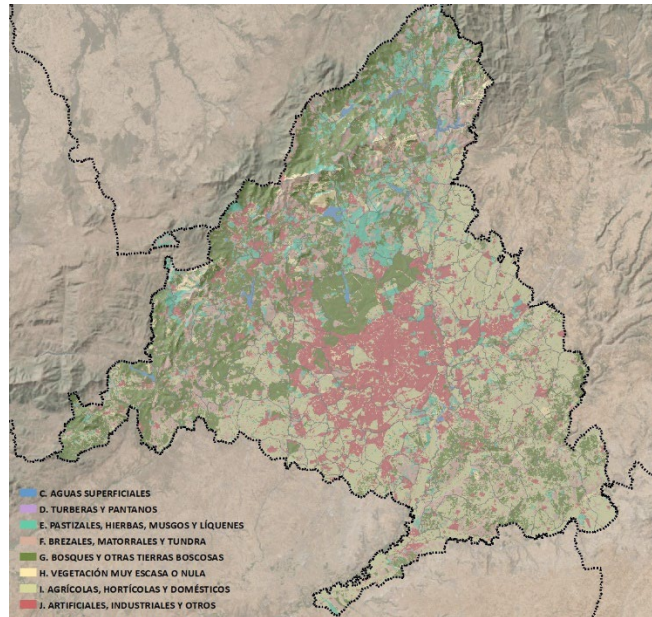 C. AGUAS SUPERFICIALES
D. TURBERAS Y PANTANOS
E. PASTIZALES, HIERBAS, MUSGOS Y LÍQUENES
F. BREZALES, MATORRALES Y TUNDRA
G. BOSQUES Y OTRAS TIERRAS BOSCOSAS
H. VEGETACIÓN MUY ESCASA O NULA
I. AGRÍCOLAS, HORTÍCOLAS Y DOMÉSTICOS
J. ARTIFICIALES, INDUSTRIALES Y OTROS